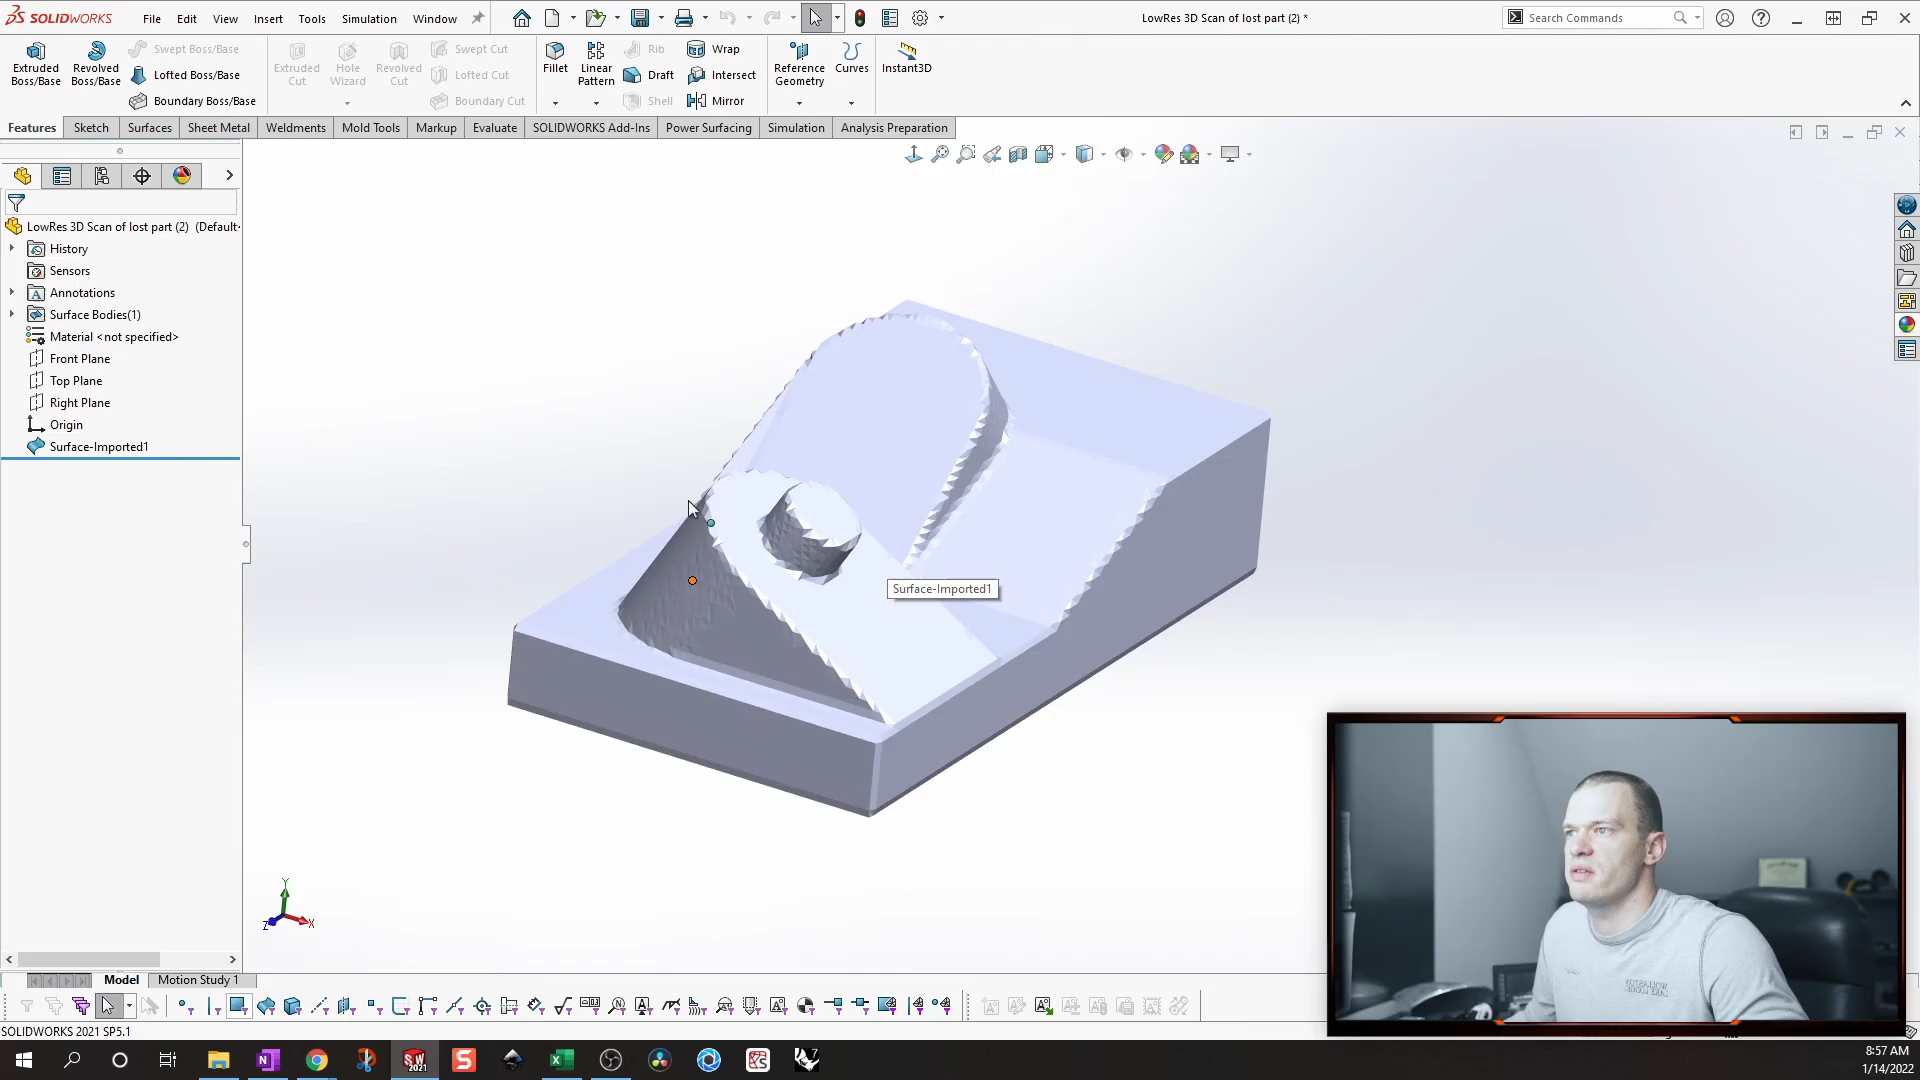 SOLIDWORKS File Edit View Insert Tools Simulation Window LowRes 3D Scan of lost part (2) * Search Commands
Extruded Boss/Base
Revolved Boss/Base
Swept Boss/Base
Lofted Boss/Base
Boundary Boss/Base
Extruded Cut
Hole Wizard
Revolved Cut
Swept Cut
Lofted Cut
Boundary Cut
Fillet
Linear Pattern
Rib
Draft
Shell
Wrap
Intersect
Mirror
Reference Geometry
Curves
Instant3D
Features Sketch Surfaces Sheet Metal Weldments Mold Tools Markup Evaluate SOLIDWORKS Add-Ins Power Surfacing Simulation Analysis Preparation
LowRes 3D Scan of lost part (2) (Default
History
Sensors
Annotations
Surface Bodies(1)
Material <not specified>
Front Plane
Top Plane
Right Plane
Origin
Surface-Imported1
Surface-Imported1
Y
Z X
Model Motion Study 1
SOLIDWORKS 2021 SP5.1
8:57 AM
1/14/2022